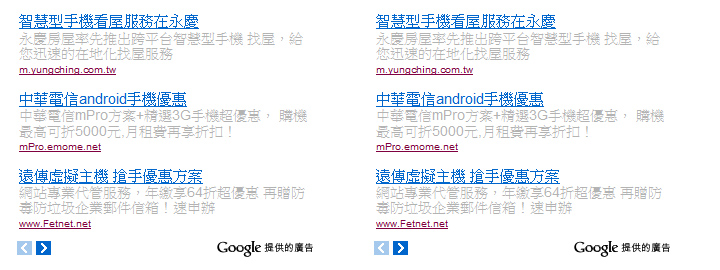 智慧型手機看屋服務在永慶
永慶房屋率先推出跨平台智慧型手機 找屋，給
您迅速的在地化找屋服務
m.yungching.com.tw
中華電信android手機優惠
中華電信mPro方案+精選3G手機超優惠， 購機
最高可折5000元,月租費再享折扣！
mPro.emome.net
遠傳虛擬主機 搶手優惠方案
網站專業代管服務，年繳享64折超優惠 再贈防
毒防垃圾企業郵件信箱！速申辦
www.Fetnet.net
Google 提供的廣告
智慧型手機看屋服務在永慶
永慶房屋率先推出跨平台智慧型手機 找屋，給
您迅速的在地化找屋服務
m.yungching.com.tw
中華電信android手機優惠
中華電信mPro方案+精選3G手機超優惠， 購機
最高可折5000元,月租費再享折扣！
mPro.emome.net
遠傳虛擬主機 搶手優惠方案
網站專業代管服務，年繳享64折超優惠 再贈防
毒防垃圾企業郵件信箱！速申辦
www.Fetnet.net
Google 提供的廣告